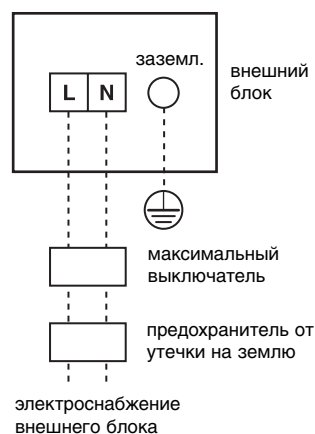 заземл.
внешний
блок
L N
максимальный
выключатель
предохранитель от
утечки на землю
электроснабжение
внешнего блока